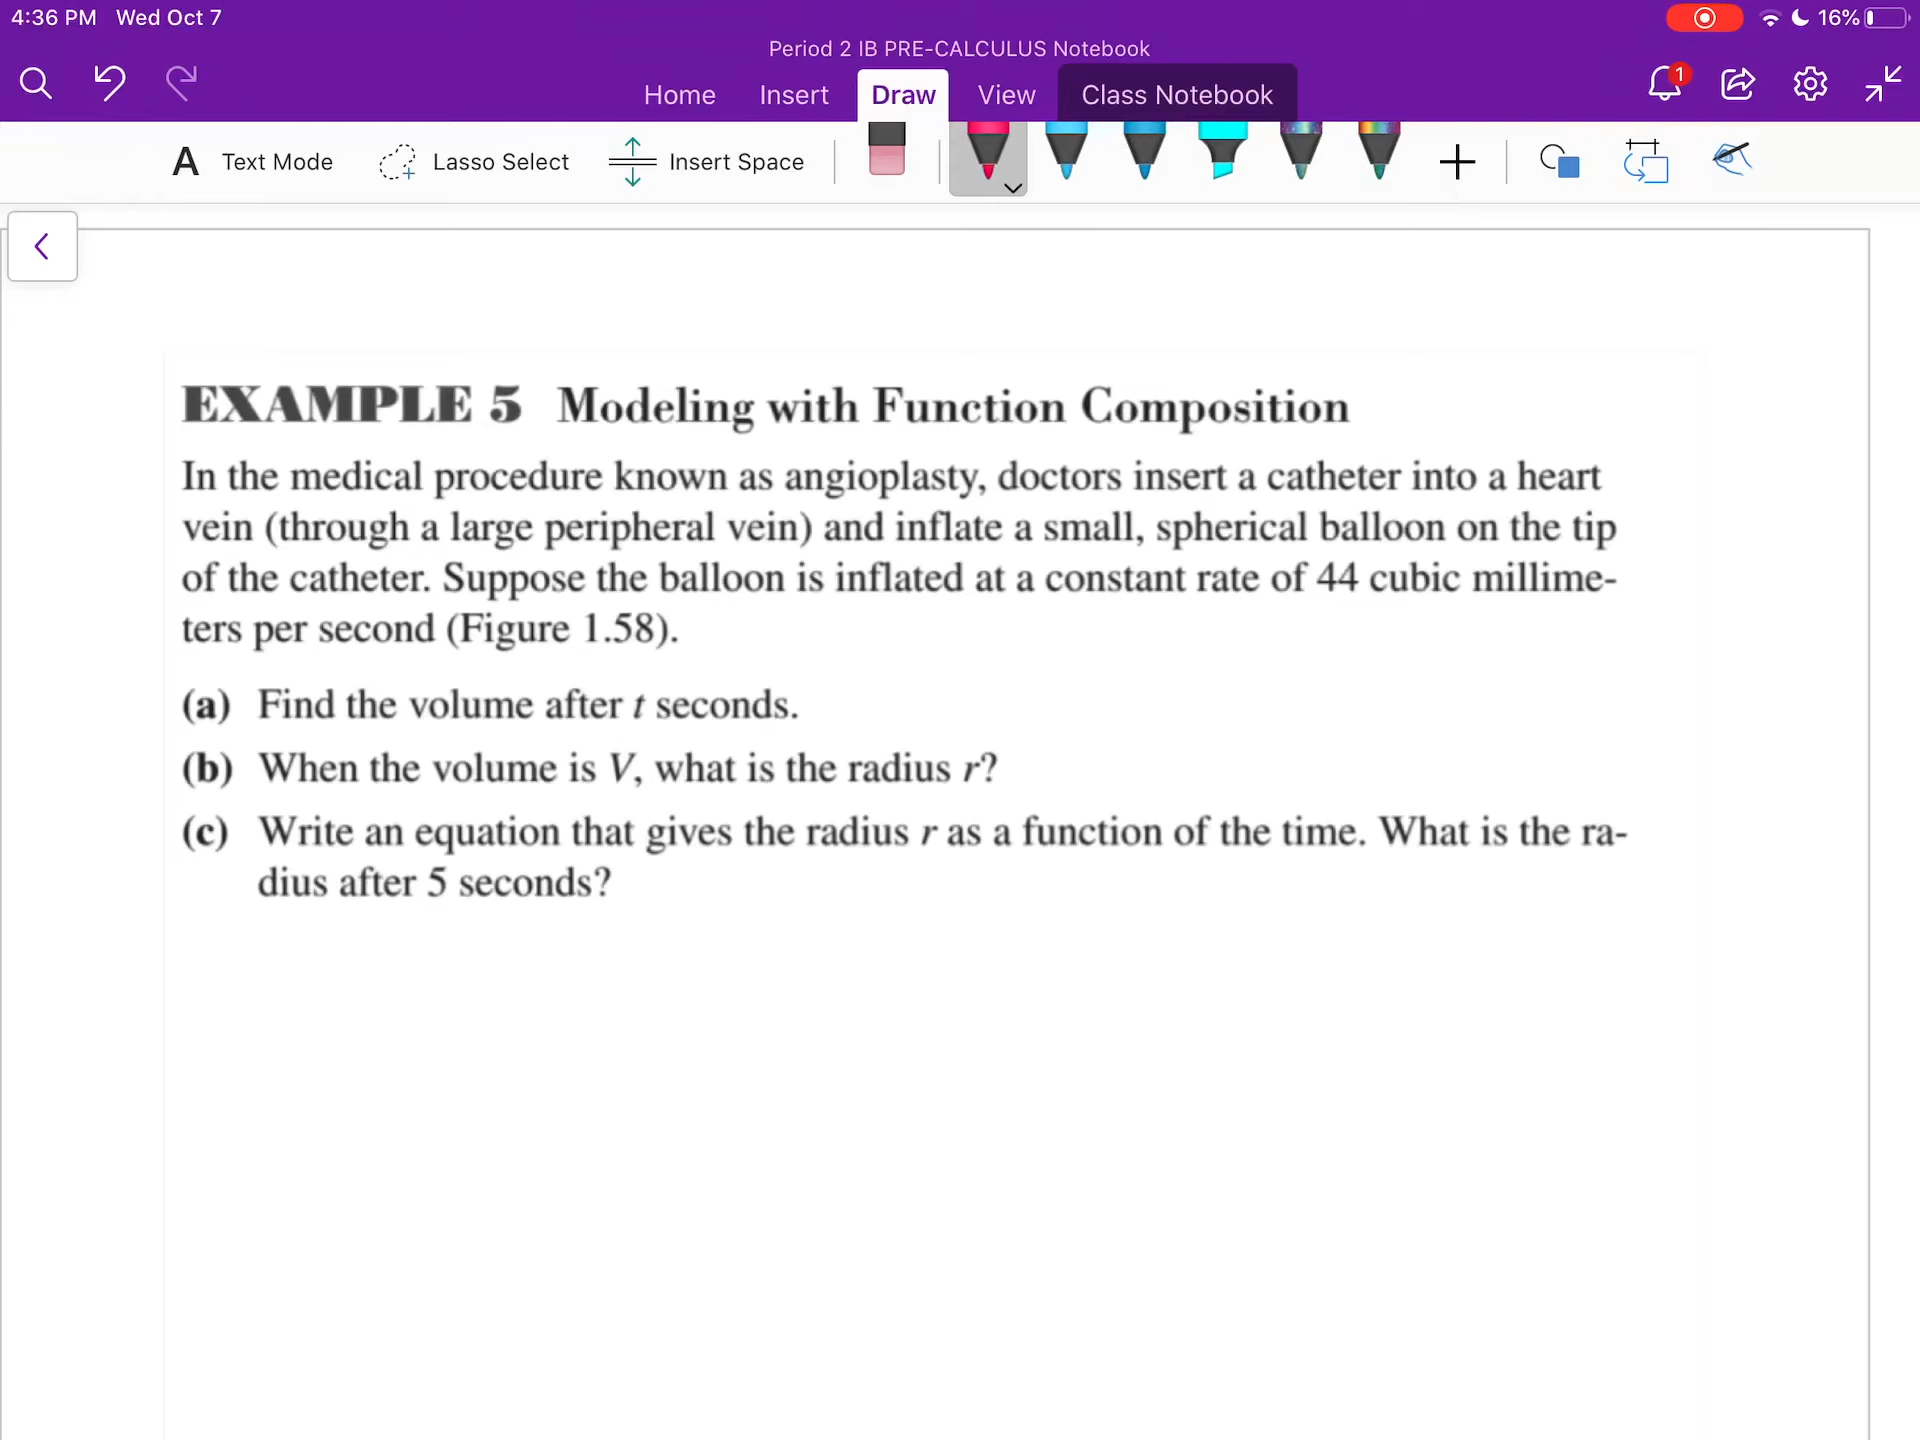 4:36 PM Wed Oct 7
16%
Period 2 IB PRE-CALCULUS Notebook
Home Insert Draw View Class Notebook
1
A Text Mode Lasso Select Insert Space
EXAMPLE 5 Modeling with Function Composition
In the medical procedure known as angioplasty, doctors insert a catheter into a heart
vein (through a large peripheral vein) and inflate a small, spherical balloon on the tip
of the catheter. Suppose the balloon is inflated at a constant rate of 44 cubic millime-
ters per second (Figure 1.58).
(a) Find the volume after t seconds.
(b) When the volume is V, what is the radius r?
(c) Write an equation that gives the radius r as a function of the time. What is the ra-
dius after 5 seconds?